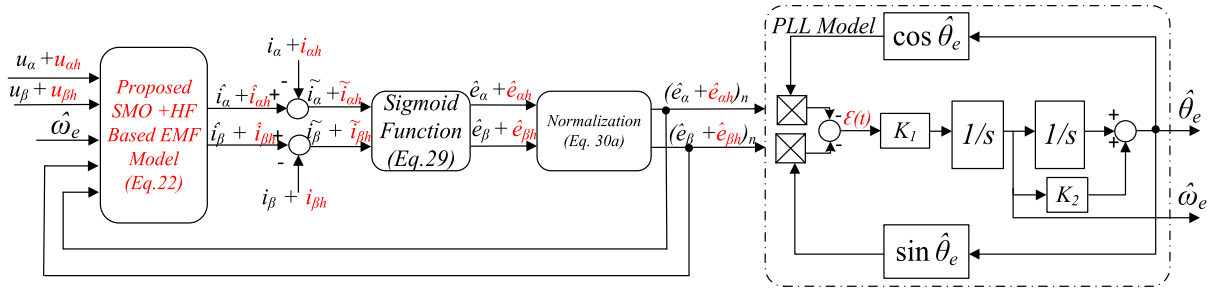 u_α + u_αh
u_β + u_βh
ω̂_e
Proposed
SMO +HF
Based EMF
Model
(Eq.22)
i_α + i_αh
î_α + î_αh
î_β + î_βh
+
-
+
-
i_β + i_βh
ĩ_α + ĩ_αh
ĩ_β + ĩ_βh
Sigmoid
Function
(Eq.29)
ê_α + ê_αh
ê_β + ê_βh
Normalization
(Eq. 30a)
(ê_α + ê_αh)_n
(ê_β + ê_βh)_n
PLL Model
cos θ̂_e
-
-
ε(t)
K_1
1/s
1/s
K_2
+
+
sin θ̂_e
θ̂_e
ω̂_e